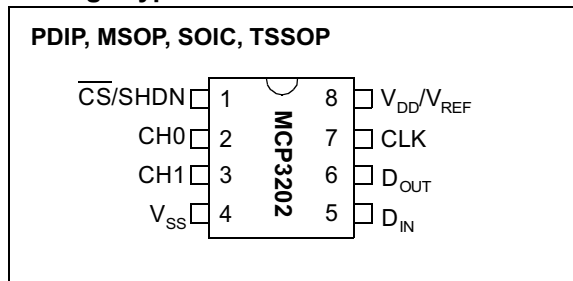 PDIP, MSOP, SOIC, TSSOP
CS/SHDN 1 8 VDD/VREF
CH0 2 7 CLK
CH1 3 6 DOUT
VSS 4 5 DIN
MCP3202